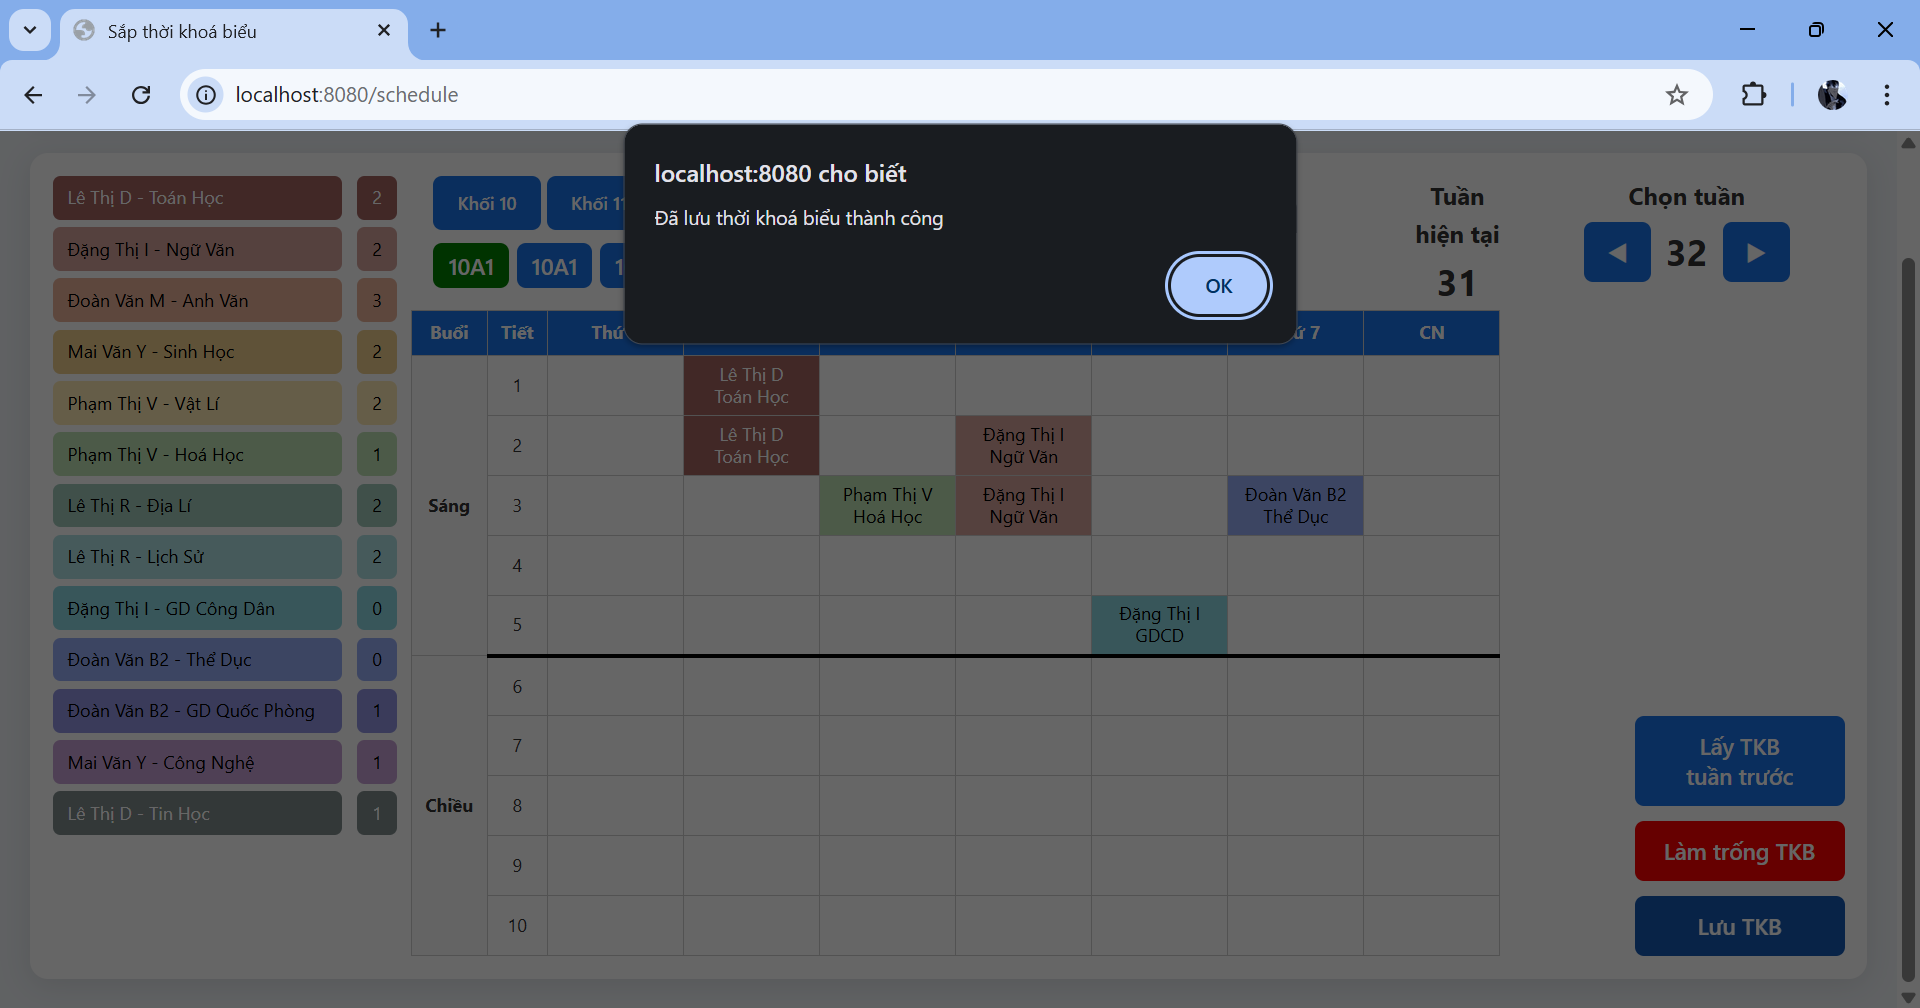 Sắp thời khoá biểu
localhost:8080/schedule
localhost:8080 cho biết
Đã lưu thời khoá biểu thành công
OK
Lê Thị D - Toán Học 2
Đặng Thị I - Ngữ Văn 2
Đoàn Văn M - Anh Văn 3
Mai Văn Y - Sinh Học 2
Phạm Thị V - Vật Lí 2
Phạm Thị V - Hoá Học 1
Lê Thị R - Địa Lí 2
Lê Thị R - Lịch Sử 2
Đặng Thị I - GD Công Dân 0
Đoàn Văn B2 - Thể Dục 0
Đoàn Văn B2 - GD Quốc Phòng 1
Mai Văn Y - Công Nghệ 1
Lê Thị D - Tin Học 1
Khối 10 Khối 11
10A1 10A1 1
Tuần
hiện tại
31
Chọn tuần
◀ 32 ▶
Buổi Tiết Thứ ứ 7 CN
Sáng
1
Lê Thị D
Toán Học
2
Lê Thị D
Toán Học
Đặng Thị I
Ngữ Văn
3
Phạm Thị V
Hoá Học
Đặng Thị I
Ngữ Văn
Đoàn Văn B2
Thể Dục
4
5
Đặng Thị I
GDCD
Chiều
6
7
8
9
10
Lấy TKB
tuần trước
Làm trống TKB
Lưu TKB